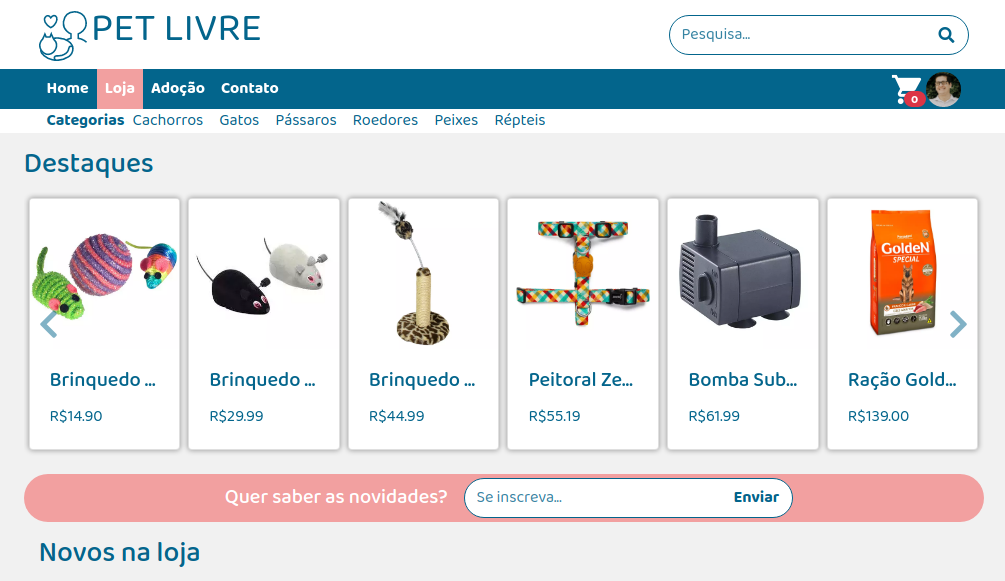 PET LIVRE
Pesquisa...
Home Loja Adoção Contato
0
Categorias Cachorros Gatos Pássaros Roedores Peixes Répteis
Destaques
GoldeN
SPECIAL
Brinquedo ... Brinquedo ... Brinquedo ... Peitoral Ze... Bomba Sub... Ração Gold...
R$14.90 R$29.99 R$44.99 R$55.19 R$61.99 R$139.00
Quer saber as novidades? Se inscreva... Enviar
Novos na loja